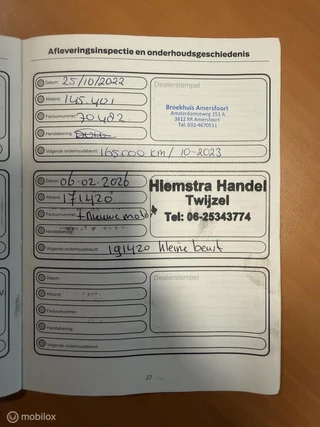 Afleveringsinspectie en onderhoudsgeschiedenis
Datum: 25/10/2022
Afstand: 145.401
Factuurnummer: 70482
Handtekening:
Volgende onderhoudsbeurt: 165.000 km / 10-2023
Dealerstempel
Broekhuis Amersfoort
Amsterdamseweg 251 A
3812 RR Amersfoort
Tel. 033-4670511
Datum: 06-02-2026
Afstand: 171420
Factuurnummer: + nieuwe
Handtekening:
Volgende onderhoudsbeurt: 191420 kleine beurt
Hiemstra Handel
Twijzel
Tel: 06-25343774
Datum:
Afstand:
Factuurnummer:
Handtekening:
Volgende onderhoudsbeurt:
Dealerstempel
27
mobilox